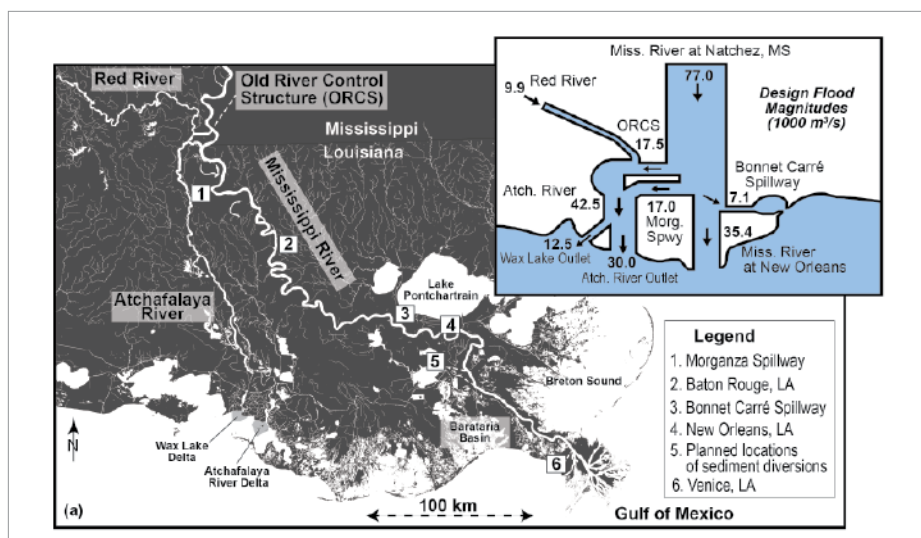 Red River
Old River Control
Structure (ORCS)
Mississippi
Louisiana
Mississippi River
1
2
Atchafalaya
River
Lake
Pontchartrain
3
4
5
Breton Sound
Barataria
Basin
N
Wax Lake
Delta
Atchafalaya
River Delta
6
(a)
100 km
Gulf of Mexico
Miss. River at Natchez, MS
77.0
9.9
Red River
Design Flood
Magnitudes
(1000 m³/s)
ORCS
17.5
Bonnet Carré
Spillway
7.1
Atch. River
42.5
17.0
Morg.
Spwy
35.4
Miss. River
at New Orleans
12.5
Wax Lake Outlet
30.0
Atch. River Outlet
Legend
1. Morganza Spillway
2. Baton Rouge, LA
3. Bonnet Carré Spillway
4. New Orleans, LA
5. Planned locations
of sediment diversions
6. Venice, LA